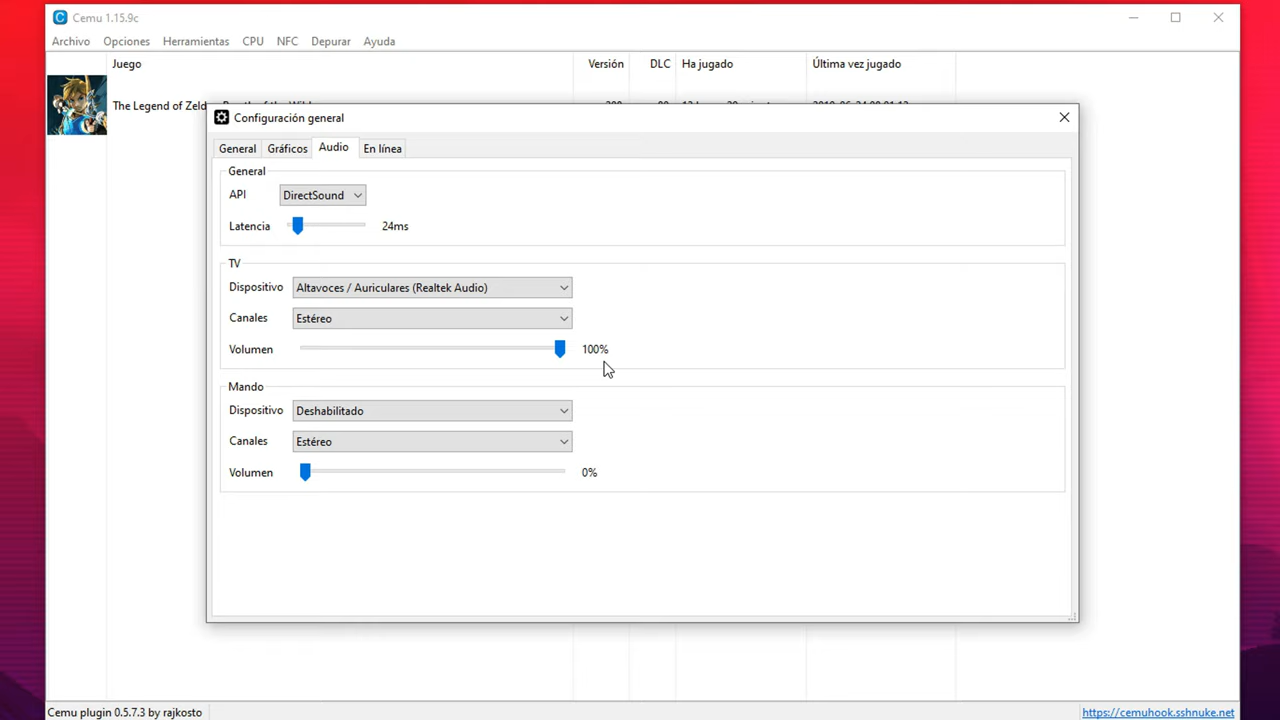 Cemu 1.15.9c
Archivo Opciones Herramientas CPU NFC Depurar Ayuda
Juego Versión DLC Ha jugado Última vez jugado
The Legend of Zeld
Configuración general
General Gráficos Audio En línea
General
API DirectSound
Latencia 24ms
TV
Dispositivo Altavoces / Auriculares (Realtek Audio)
Canales Estéreo
Volumen 100%
Mando
Dispositivo Deshabilitado
Canales Estéreo
Volumen 0%
Cemu plugin 0.5.7.3 by rajkosto https://cemuhook.sshnuke.net